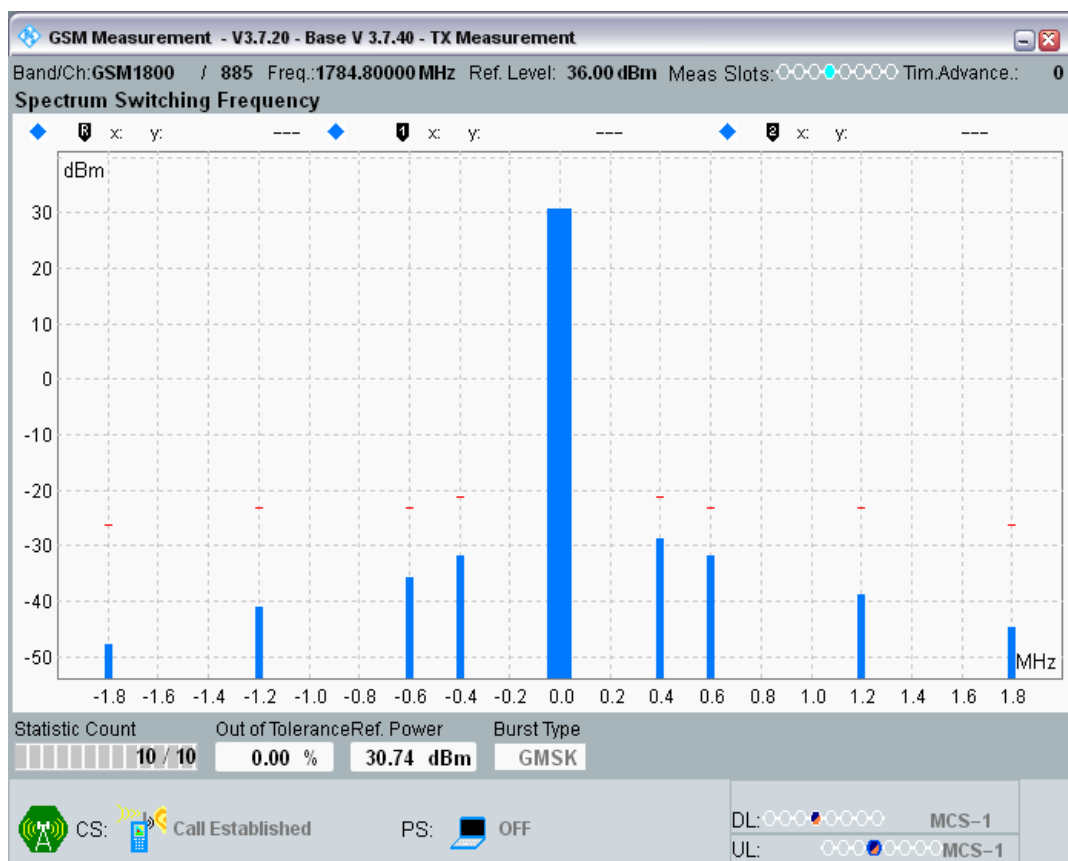 GSM Measurement - V3.7.20 - Base V 3.7.40 - TX Measurement
Band/Ch:GSM1800 / 885 Freq.:1784.80000 MHz Ref. Level: 36.00 dBm Meas Slots: Tim.Advance.: 0
Spectrum Switching Frequency
R x: y: --- 1 x: y: --- 2 x: y: ---
dBm
30
20
10
0
-10
-20
-30
-40
-50
MHz
-1.8 -1.6 -1.4 -1.2 -1.0 -0.8 -0.6 -0.4 -0.2 0.0 0.2 0.4 0.6 0.8 1.0 1.2 1.4 1.6 1.8
Statistic Count Out of Tolerance Ref. Power Burst Type
10 / 10 0.00 % 30.74 dBm GMSK
CS: Call Established PS: OFF
DL: MCS-1
UL: MCS-1